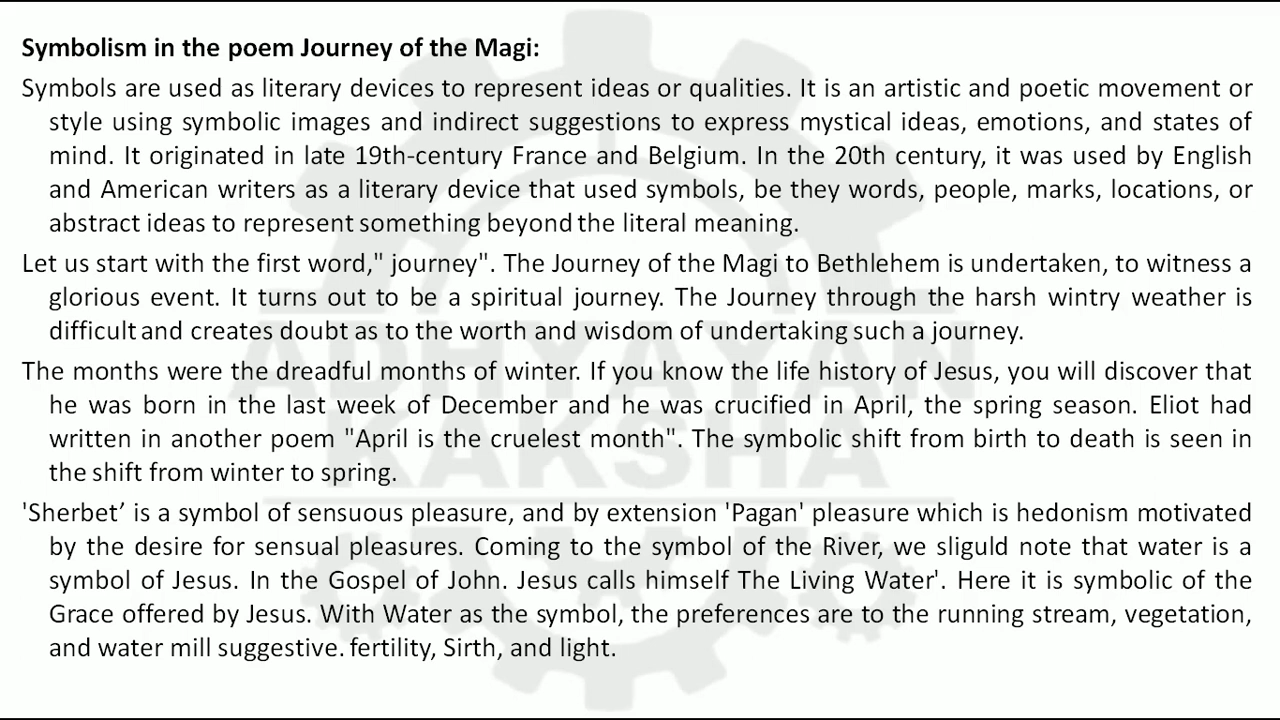 Symbolism in the poem Journey of the Magi:
Symbols are used as literary devices to represent ideas or qualities. It is an artistic and poetic movement or
style using symbolic images and indirect suggestions to express mystical ideas, emotions, and states of
mind. It originated in late 19th-century France and Belgium. In the 20th century, it was used by English
and American writers as a literary device that used symbols, be they words, people, marks, locations, or
abstract ideas to represent something beyond the literal meaning.
Let us start with the first word," journey". The Journey of the Magi to Bethlehem is undertaken, to witness a
glorious event. It turns out to be a spiritual journey. The Journey through the harsh wintry weather is
difficult and creates doubt as to the worth and wisdom of undertaking such a journey.
The months were the dreadful months of winter. If you know the life history of Jesus, you will discover that
he was born in the last week of December and he was crucified in April, the spring season. Eliot had
written in another poem "April is the cruelest month". The symbolic shift from birth to death is seen in
the shift from winter to spring.
'Sherbet’ is a symbol of sensuous pleasure, and by extension 'Pagan' pleasure which is hedonism motivated
by the desire for sensual pleasures. Coming to the symbol of the River, we sliguld note that water is a
symbol of Jesus. In the Gospel of John. Jesus calls himself The Living Water'. Here it is symbolic of the
Grace offered by Jesus. With Water as the symbol, the preferences are to the running stream, vegetation,
and water mill suggestive. fertility, Sirth, and light.
ADHYAYAN
KAKSHA